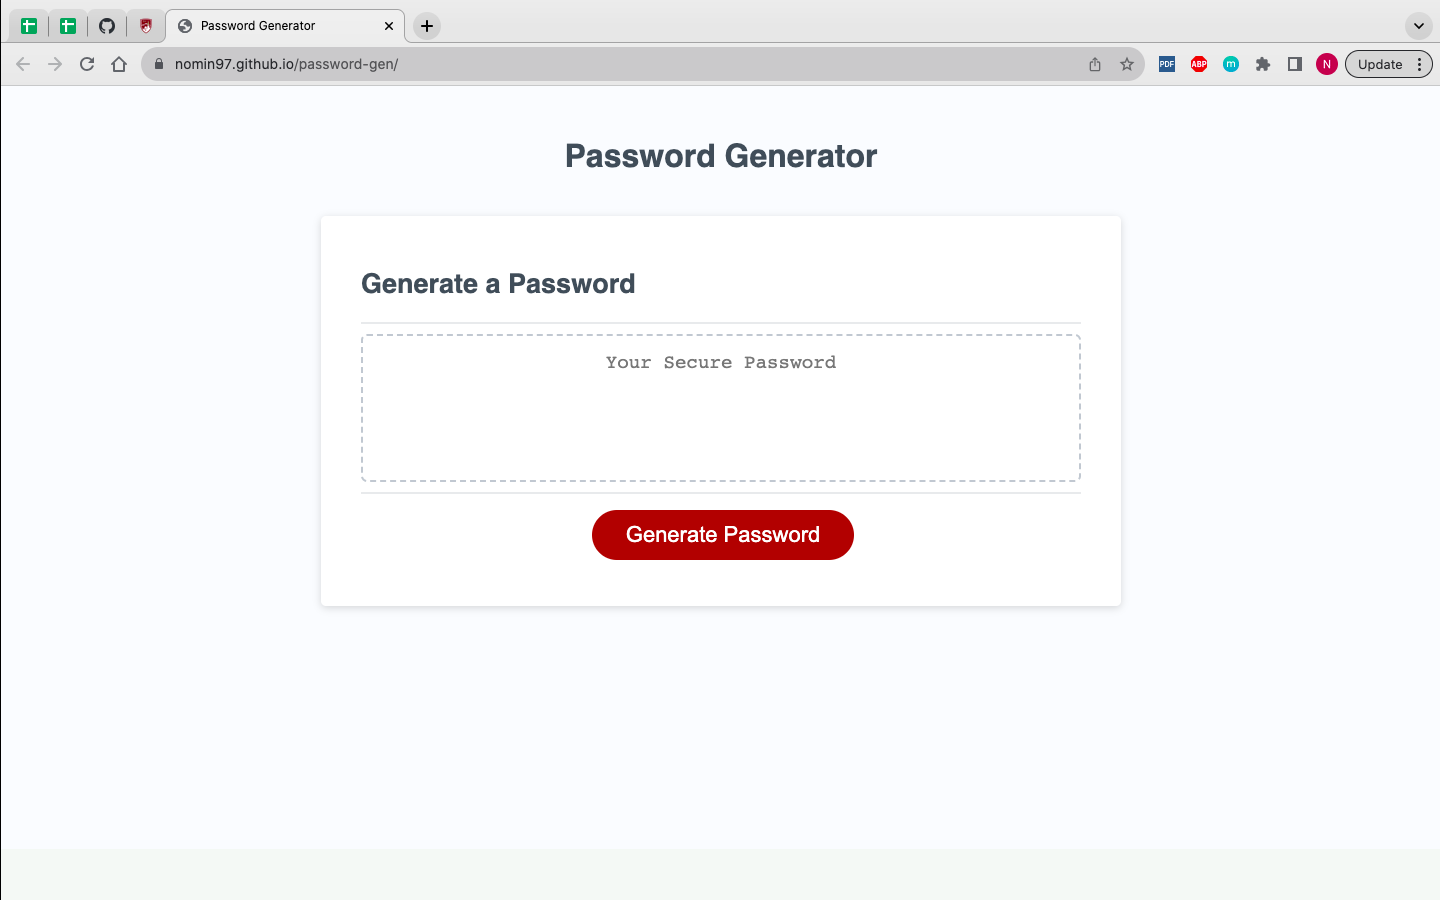 Password Generator
nomin97.github.io/password-gen/
PDF
ABP
m
N
Update
Password Generator
Generate a Password
Your Secure Password
Generate Password